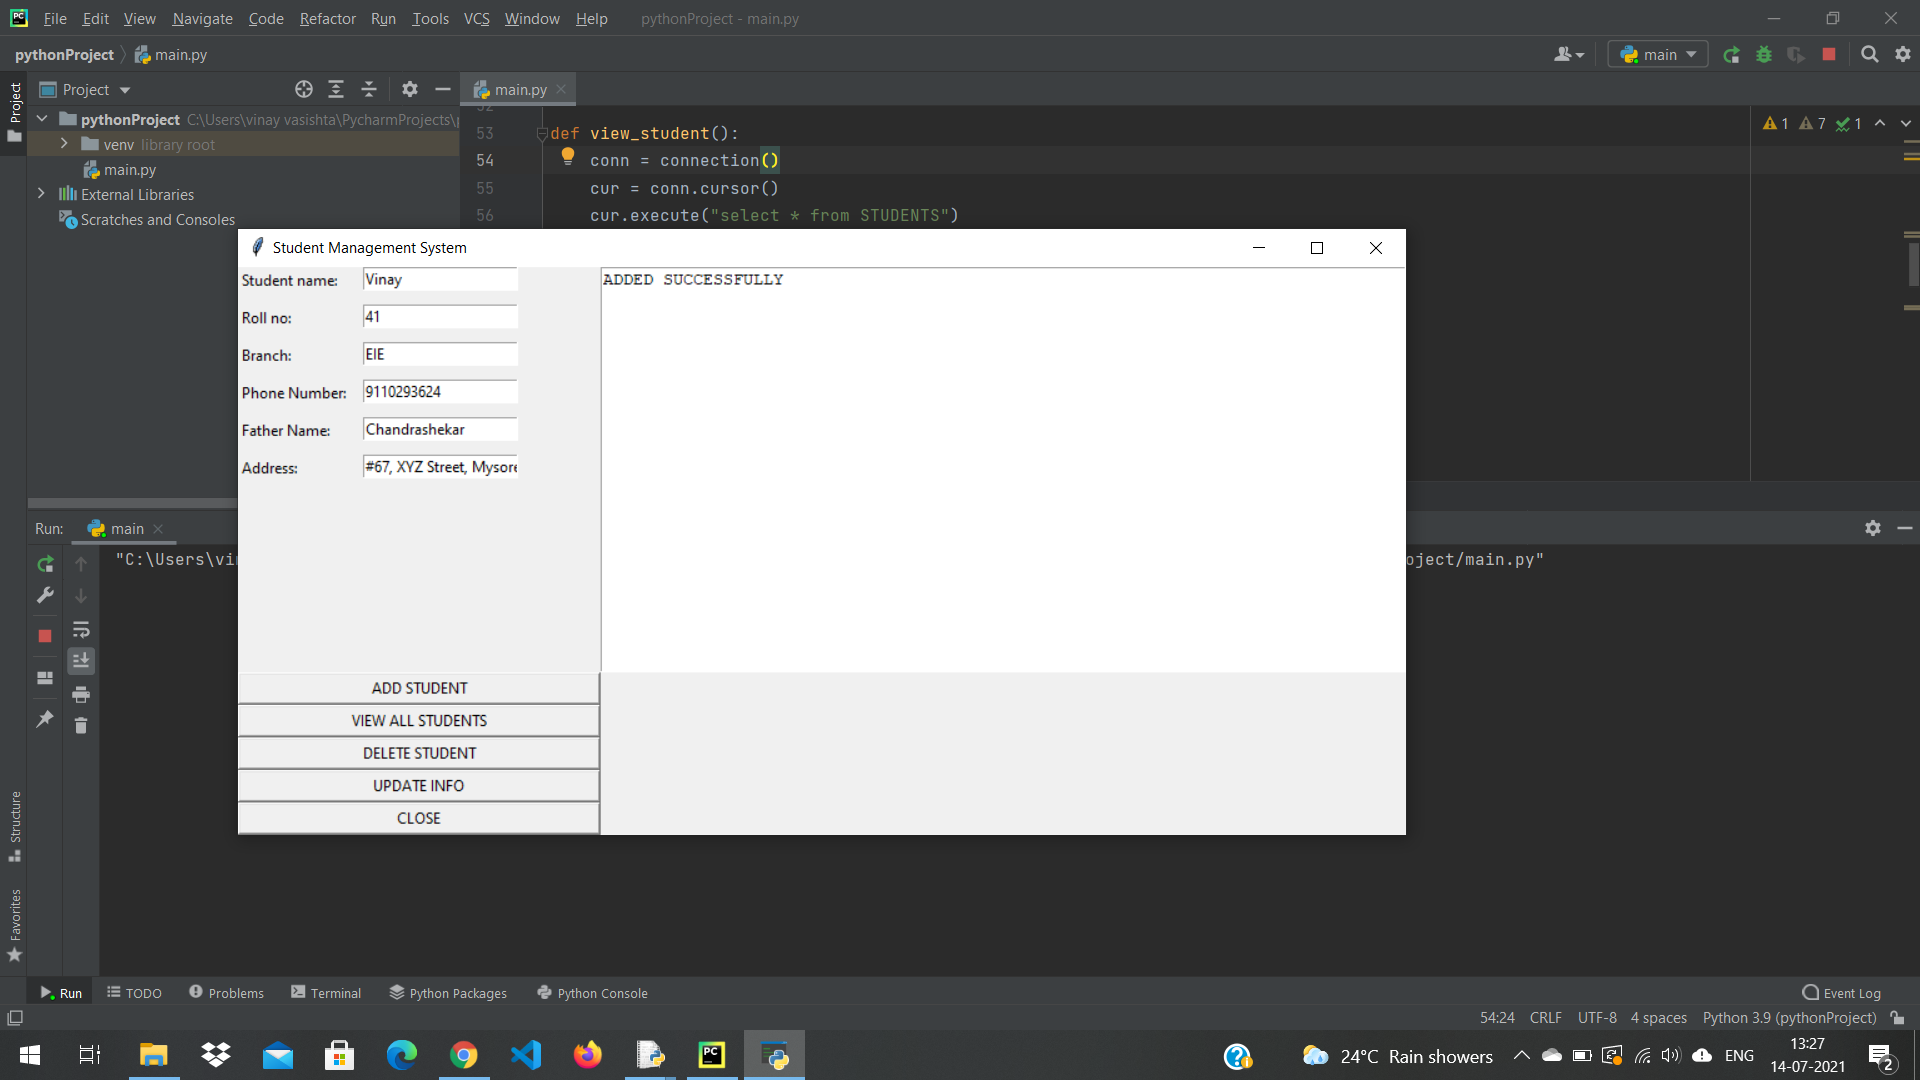 File Edit View Navigate Code Refactor Run Tools VCS Window Help pythonProject - main.py
pythonProject main.py
main
Project
Project
main.py
pythonProject C:\Users\vinay vasishta\PycharmProjects\
venv library root
main.py
External Libraries
Scratches and Consoles
52
53 def view_student():
54 conn = connection()
55 cur = conn.cursor()
56 cur.execute("select * from STUDENTS")
1 7 1
Student Management System
Student name: Vinay
Roll no: 41
Branch: EIE
Phone Number: 9110293624
Father Name: Chandrashekar
Address: #67, XYZ Street, Mysore
ADDED SUCCESSFULLY
ADD STUDENT
VIEW ALL STUDENTS
DELETE STUDENT
UPDATE INFO
CLOSE
Run: main
"C:\Users\vi oject/main.py"
Structure
Favorites
Run TODO Problems Terminal Python Packages Python Console Event Log
54:24 CRLF UTF-8 4 spaces Python 3.9 (pythonProject)
PC
24°C Rain showers ENG 13:27
14-07-2021
2